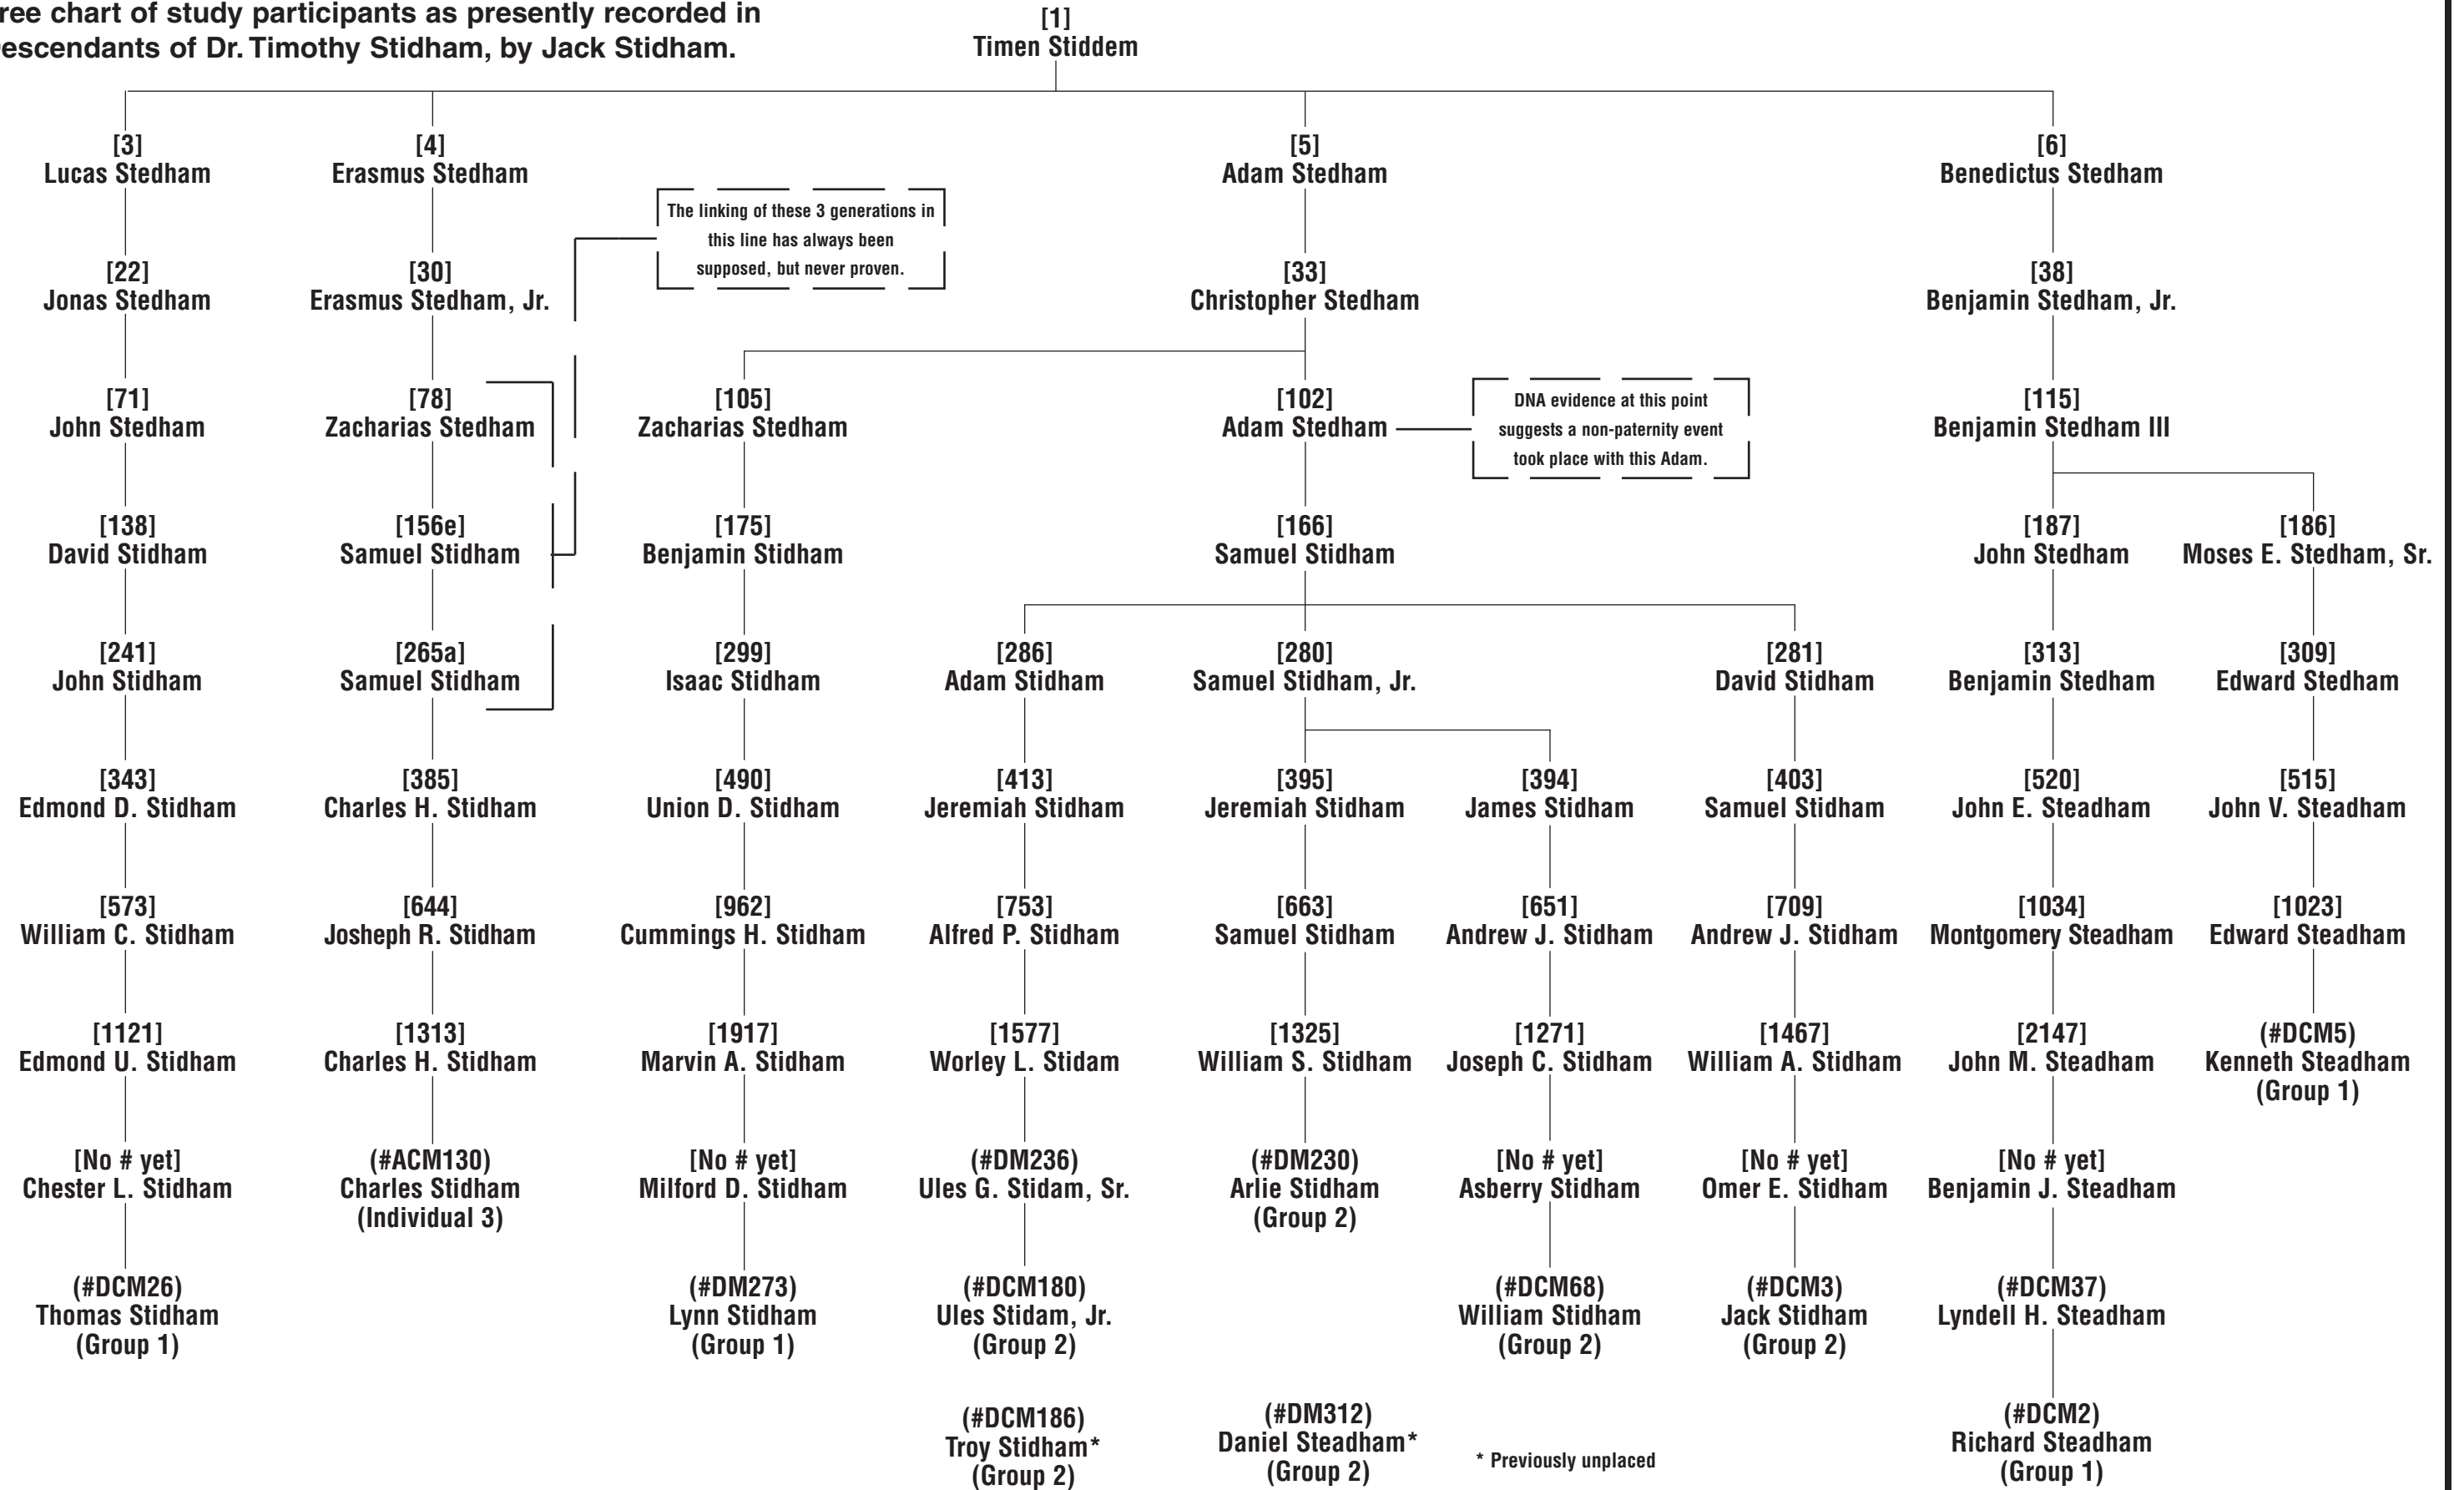 ree chart of study participants as presently recorded in
escendants of Dr. Timothy Stidham, by Jack Stidham.
[1]
Timen Stiddem
[3]
Lucas Stedham
[4]
Erasmus Stedham
[5]
Adam Stedham
[6]
Benedictus Stedham
The linking of these 3 generations in
this line has always been
supposed, but never proven.
[22]
Jonas Stedham
[30]
Erasmus Stedham, Jr.
[33]
Christopher Stedham
[38]
Benjamin Stedham, Jr.
[71]
John Stedham
[78]
Zacharias Stedham
[105]
Zacharias Stedham
[102]
Adam Stedham
DNA evidence at this point
suggests a non-paternity event
took place with this Adam.
[115]
Benjamin Stedham III
[138]
David Stidham
[156e]
Samuel Stidham
[175]
Benjamin Stidham
[166]
Samuel Stidham
[187]
John Stedham
[186]
Moses E. Stedham, Sr.
[241]
John Stidham
[265a]
Samuel Stidham
[299]
Isaac Stidham
[286]
Adam Stidham
[280]
Samuel Stidham, Jr.
[281]
David Stidham
[313]
Benjamin Stedham
[309]
Edward Stedham
[343]
Edmond D. Stidham
[385]
Charles H. Stidham
[490]
Union D. Stidham
[413]
Jeremiah Stidham
[395]
Jeremiah Stidham
[394]
James Stidham
[403]
Samuel Stidham
[520]
John E. Steadham
[515]
John V. Steadham
[573]
William C. Stidham
[644]
Josheph R. Stidham
[962]
Cummings H. Stidham
[753]
Alfred P. Stidham
[663]
Samuel Stidham
[651]
Andrew J. Stidham
[709]
Andrew J. Stidham
[1034]
Montgomery Steadham
[1023]
Edward Steadham
[1121]
Edmond U. Stidham
[1313]
Charles H. Stidham
[1917]
Marvin A. Stidham
[1577]
Worley L. Stidam
[1325]
William S. Stidham
[1271]
Joseph C. Stidham
[1467]
William A. Stidham
[2147]
John M. Steadham
(#DCM5)
Kenneth Steadham
(Group 1)
[No # yet]
Chester L. Stidham
(#ACM130)
Charles Stidham
(Individual 3)
[No # yet]
Milford D. Stidham
(#DM236)
Ules G. Stidam, Sr.
(#DM230)
Arlie Stidham
(Group 2)
[No # yet]
Asberry Stidham
[No # yet]
Omer E. Stidham
[No # yet]
Benjamin J. Steadham
(#DCM26)
Thomas Stidham
(Group 1)
(#DM273)
Lynn Stidham
(Group 1)
(#DCM180)
Ules Stidam, Jr.
(Group 2)
(#DCM68)
William Stidham
(Group 2)
(#DCM3)
Jack Stidham
(Group 2)
(#DCM37)
Lyndell H. Steadham
(#DCM186)
Troy Stidham*
(Group 2)
(#DM312)
Daniel Steadham*
(Group 2)
* Previously unplaced
(#DCM2)
Richard Steadham
(Group 1)